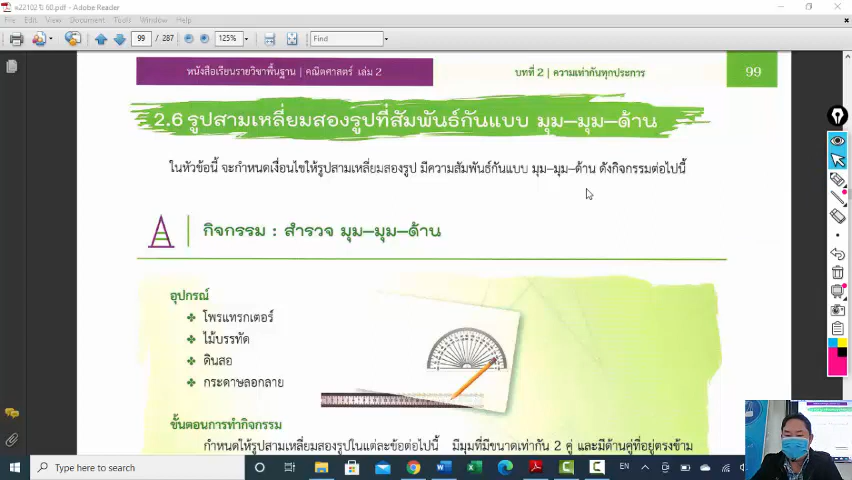 ค22102 ปี 60.pdf - Adobe Reader
File Edit View Document Tools Window Help
99 / 287 125% Find
หนังสือเรียนรายวิชาพื้นฐาน | คณิตศาสตร์ เล่ม 2
บทที่ 2 | ความเท่ากันทุกประการ
99
2.6 รูปสามเหลี่ยมสองรูปที่สัมพันธ์กันแบบ มุม–มุม–ด้าน
ในหัวข้อนี้ จะกำหนดเงื่อนไขให้รูปสามเหลี่ยมสองรูป มีความสัมพันธ์กันแบบ มุม–มุม–ด้าน ดังกิจกรรมต่อไปนี้
กิจกรรม : สำรวจ มุม–มุม–ด้าน
อุปกรณ์
โพรแทรกเตอร์
ไม้บรรทัด
ดินสอ
กระดาษลอกลาย
ขั้นตอนการทำกิจกรรม
กำหนดให้รูปสามเหลี่ยมสองรูปในแต่ละข้อต่อไปนี้ มีมุมที่มีขนาดเท่ากัน 2 คู่ และมีด้านคู่ที่อยู่ตรงข้าม
Type here to search
EN